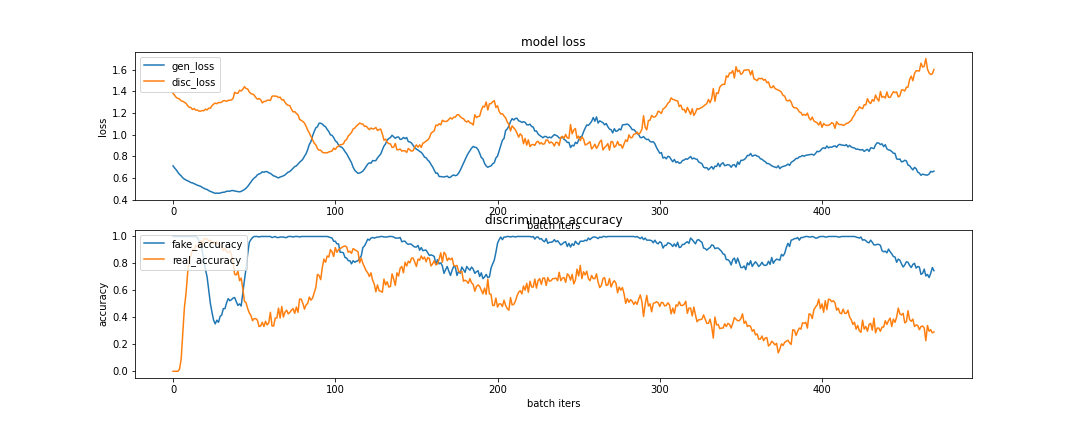 model loss
gen_loss
disc_loss
loss
1.6
1.4
1.2
1.0
0.8
0.6
0.4
0 100 200 300 400
batch iters
discriminator accuracy
fake_accuracy
real_accuracy
accuracy
1.0
0.8
0.6
0.4
0.2
0.0
0 100 200 300 400
batch iters